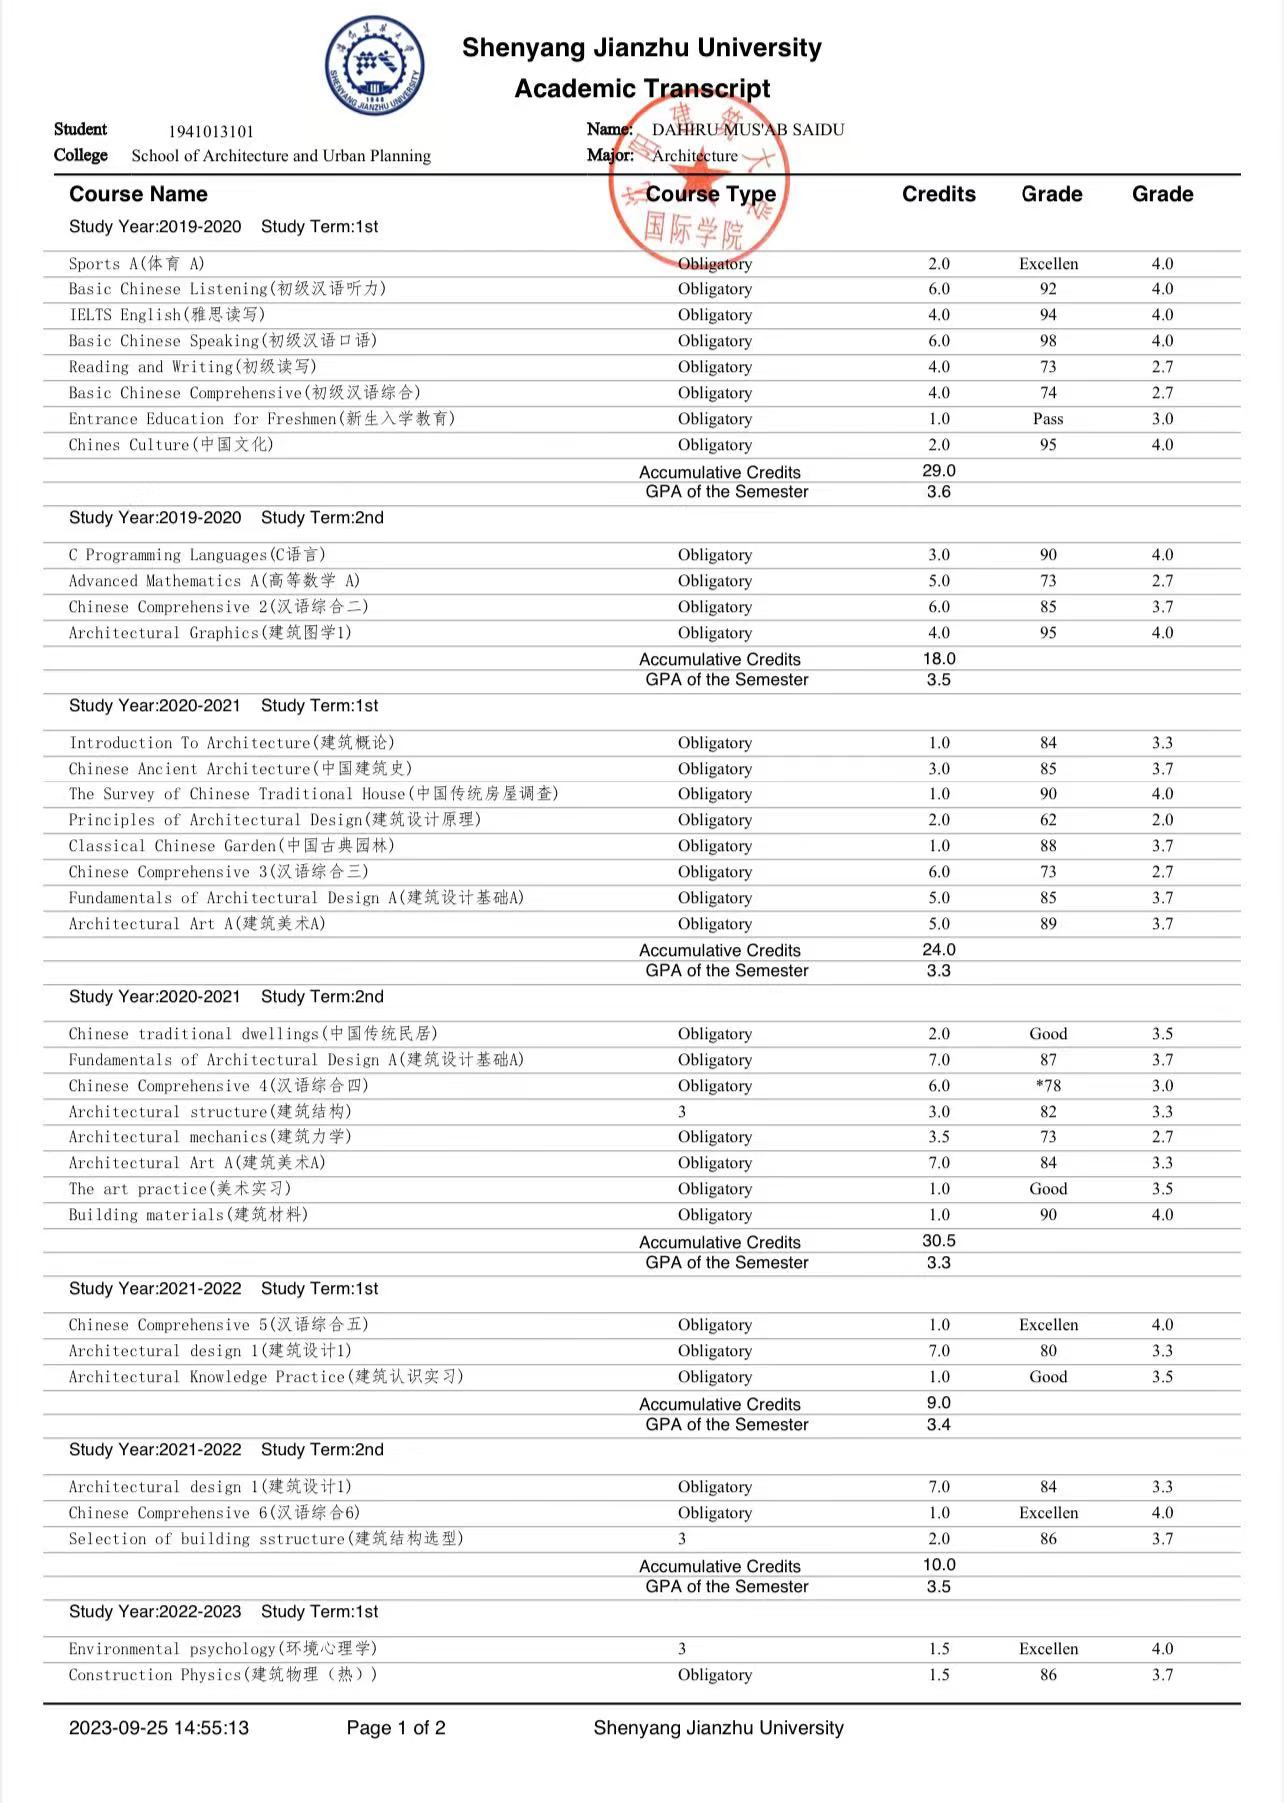 Shenyang Jianzhu University
Academic Transcript
沈阳建筑大学
SHENYANG JIANZHU UNIVERSITY
1948
沈阳建筑大学
国际学院
Student 1941013101 Name: DAHIRU MUS'AB SAIDU
College School of Architecture and Urban Planning Major: Architecture
Course Name Course Type Credits Grade Grade
Study Year:2019-2020 Study Term:1st
Sports A(体育 A) Obligatory 2.0 Excellen 4.0
Basic Chinese Listening(初级汉语听力) Obligatory 6.0 92 4.0
IELTS English(雅思读写) Obligatory 4.0 94 4.0
Basic Chinese Speaking(初级汉语口语) Obligatory 6.0 98 4.0
Reading and Writing(初级读写) Obligatory 4.0 73 2.7
Basic Chinese Comprehensive(初级汉语综合) Obligatory 4.0 74 2.7
Entrance Education for Freshmen(新生入学教育) Obligatory 1.0 Pass 3.0
Chines Culture(中国文化) Obligatory 2.0 95 4.0
Accumulative Credits 29.0
GPA of the Semester 3.6
Study Year:2019-2020 Study Term:2nd
C Programming Languages(C语言) Obligatory 3.0 90 4.0
Advanced Mathematics A(高等数学 A) Obligatory 5.0 73 2.7
Chinese Comprehensive 2(汉语综合二) Obligatory 6.0 85 3.7
Architectural Graphics(建筑图学1) Obligatory 4.0 95 4.0
Accumulative Credits 18.0
GPA of the Semester 3.5
Study Year:2020-2021 Study Term:1st
Introduction To Architecture(建筑概论) Obligatory 1.0 84 3.3
Chinese Ancient Architecture(中国建筑史) Obligatory 3.0 85 3.7
The Survey of Chinese Traditional House(中国传统房屋调查) Obligatory 1.0 90 4.0
Principles of Architectural Design(建筑设计原理) Obligatory 2.0 62 2.0
Classical Chinese Garden(中国古典园林) Obligatory 1.0 88 3.7
Chinese Comprehensive 3(汉语综合三) Obligatory 6.0 73 2.7
Fundamentals of Architectural Design A(建筑设计基础A) Obligatory 5.0 85 3.7
Architectural Art A(建筑美术A) Obligatory 5.0 89 3.7
Accumulative Credits 24.0
GPA of the Semester 3.3
Study Year:2020-2021 Study Term:2nd
Chinese traditional dwellings(中国传统民居) Obligatory 2.0 Good 3.5
Fundamentals of Architectural Design A(建筑设计基础A) Obligatory 7.0 87 3.7
Chinese Comprehensive 4(汉语综合四) Obligatory 6.0 *78 3.0
Architectural structure(建筑结构) 3 3.0 82 3.3
Architectural mechanics(建筑力学) Obligatory 3.5 73 2.7
Architectural Art A(建筑美术A) Obligatory 7.0 84 3.3
The art practice(美术实习) Obligatory 1.0 Good 3.5
Building materials(建筑材料) Obligatory 1.0 90 4.0
Accumulative Credits 30.5
GPA of the Semester 3.3
Study Year:2021-2022 Study Term:1st
Chinese Comprehensive 5(汉语综合五) Obligatory 1.0 Excellen 4.0
Architectural design 1(建筑设计1) Obligatory 7.0 80 3.3
Architectural Knowledge Practice(建筑认识实习) Obligatory 1.0 Good 3.5
Accumulative Credits 9.0
GPA of the Semester 3.4
Study Year:2021-2022 Study Term:2nd
Architectural design 1(建筑设计1) Obligatory 7.0 84 3.3
Chinese Comprehensive 6(汉语综合6) Obligatory 1.0 Excellen 4.0
Selection of building sstructure(建筑结构选型) 3 2.0 86 3.7
Accumulative Credits 10.0
GPA of the Semester 3.5
Study Year:2022-2023 Study Term:1st
Environmental psychology(环境心理学) 3 1.5 Excellen 4.0
Construction Physics(建筑物理（热）) Obligatory 1.5 86 3.7
2023-09-25 14:55:13 Page 1 of 2 Shenyang Jianzhu University